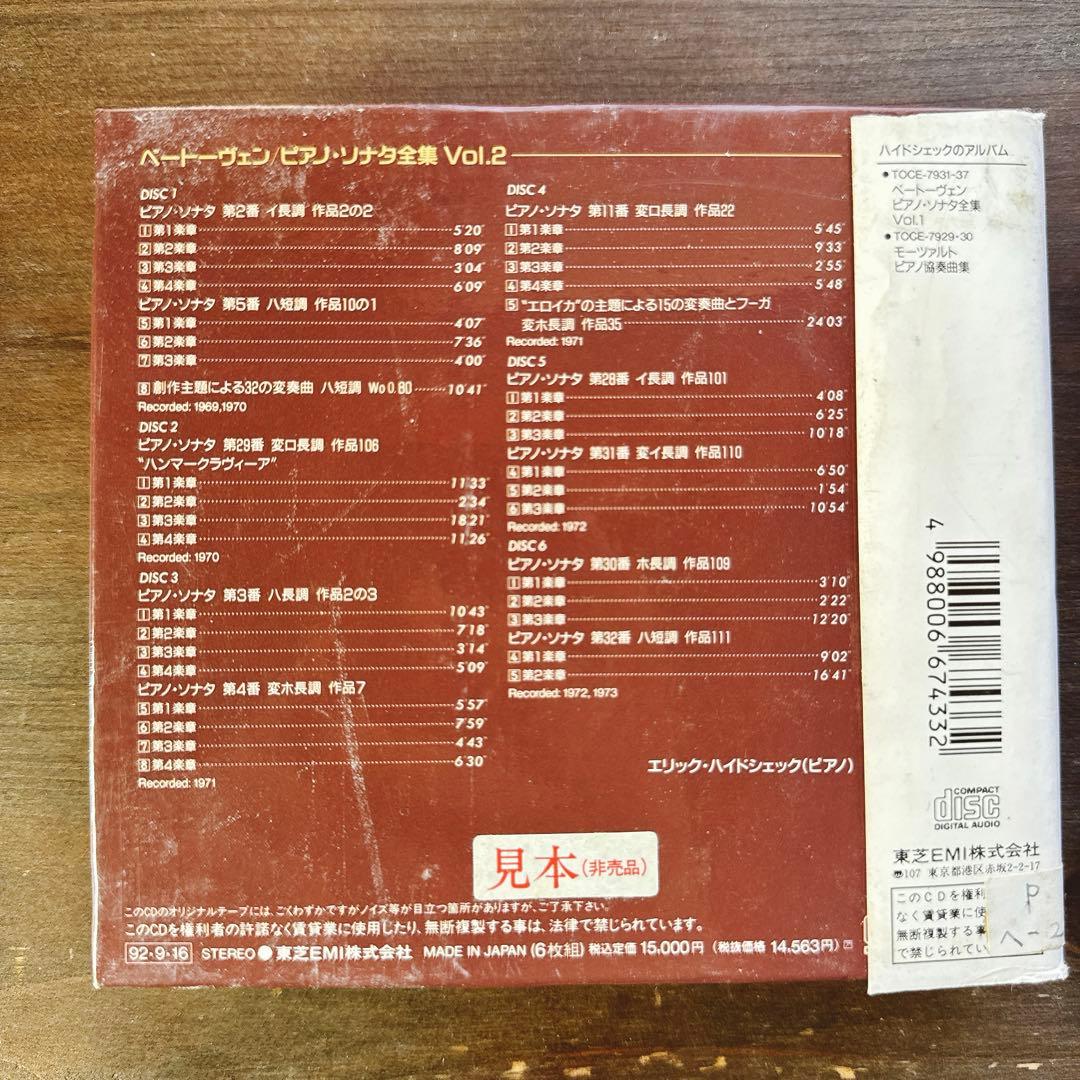 ベートーヴェン/ピアノ・ソナタ全集 Vol.2
DISC 1
ピアノ・ソナタ 第2番 イ長調 作品2の2
1 第1楽章 5'20"
2 第2楽章 8'09"
3 第3楽章 3'04"
4 第4楽章 6'09"
ピアノ・ソナタ 第5番 ハ短調 作品10の1
5 第1楽章 4'07"
6 第2楽章 7'36"
7 第3楽章 4'00"
8 創作主題による32の変奏曲 ハ短調 WoO.80 10'41"
Recorded: 1969,1970
DISC 2
ピアノ・ソナタ 第29番 変ロ長調 作品106
"ハンマークラヴィーア"
1 第1楽章 11'33"
2 第2楽章 2'34"
3 第3楽章 18'21"
4 第4楽章 11'26"
Recorded: 1970
DISC 3
ピアノ・ソナタ 第3番 ハ長調 作品2の3
1 第1楽章 10'43"
2 第2楽章 7'18"
3 第3楽章 3'14"
4 第4楽章 5'09"
ピアノ・ソナタ 第4番 変ホ長調 作品7
5 第1楽章 5'57"
6 第2楽章 7'59"
7 第3楽章 4'43"
8 第4楽章 6'30"
Recorded: 1971
DISC 4
ピアノ・ソナタ 第11番 変ロ長調 作品22
1 第1楽章 5'45"
2 第2楽章 9'33"
3 第3楽章 2'55"
4 第4楽章 5'48"
5 "エロイカ"の主題による15の変奏曲とフーガ
変ホ長調 作品35 24'03"
Recorded: 1971
DISC 5
ピアノ・ソナタ 第28番 イ長調 作品101
1 第1楽章 4'08"
2 第2楽章 6'25"
3 第3楽章 10'18"
ピアノ・ソナタ 第31番 変イ長調 作品110
4 第1楽章 6'50"
5 第2楽章 1'54"
6 第3楽章 10'54"
Recorded: 1972
DISC 6
ピアノ・ソナタ 第30番 ホ長調 作品109
1 第1楽章 3'10"
2 第2楽章 2'22"
3 第3楽章 12'20"
ピアノ・ソナタ 第32番 ハ短調 作品111
4 第1楽章 9'02"
5 第2楽章 16'41"
Recorded: 1972, 1973
エリック・ハイドシェック(ピアノ)
見本(非売品)
このCDのオリジナルテープには、ごくわずかですがノイズ等が目立つ箇所がありますが、ご了承下さい。
このCDを権利者の許諾なく賃貸業に使用したり、無断複製する事は、法律で禁じられています。
92・9・16 STEREO ●東芝EMI株式会社 MADE IN JAPAN (6枚組) 税込定価 15,000円 (税抜価格 14,563円)
ハイドシェックのアルバム
●TOCE-7931-37
ベートーヴェン
ピアノ・ソナタ全集
Vol.1
●TOCE-7929・30
モーツァルト
ピアノ協奏曲集
4 988006 674332
COMPACT
disc
DIGITAL AUDIO
東芝EMI株式会社
〒107 東京都港区赤坂2-2-17
このCDを権利
なく賃貸業に使
無断複製する事
で禁じられてい
P
ヘ-2